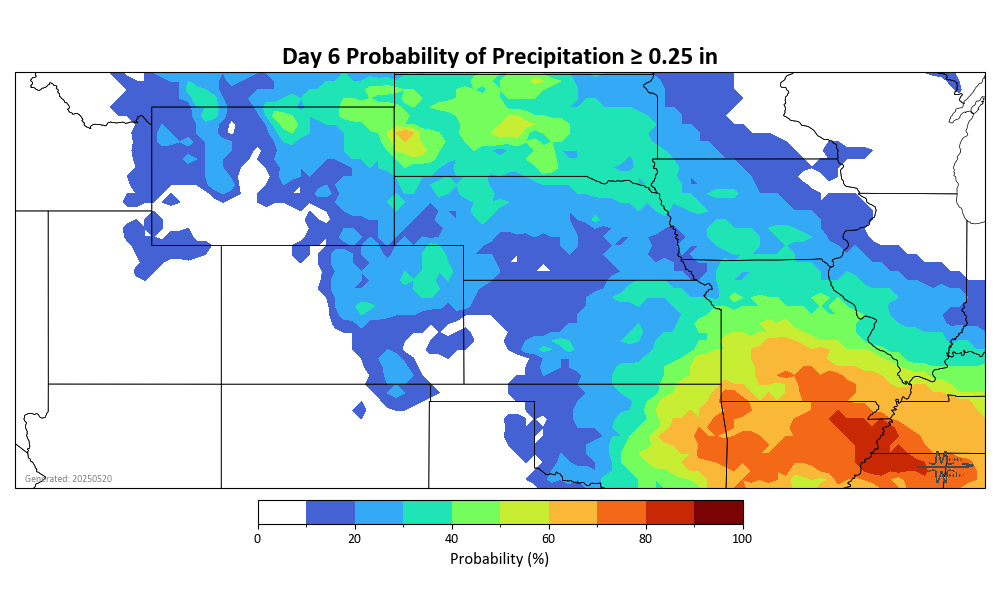 Day 6 Probability of Precipitation ≥ 0.25 in
Generated: 20250520
0 20 40 60 80 100
Probability (%)